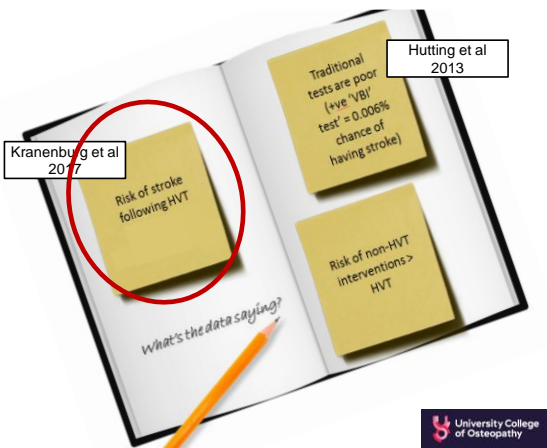 Kranenburg et al
2017
Risk of stroke
following HVT
What's the data saying?
Hutting et al
2013
Traditional
tests are poor
(+ve 'VBI'
test' = 0.006%
chance of
having stroke)
Risk of non-HVT
interventions >
HVT
University College
of Osteopathy